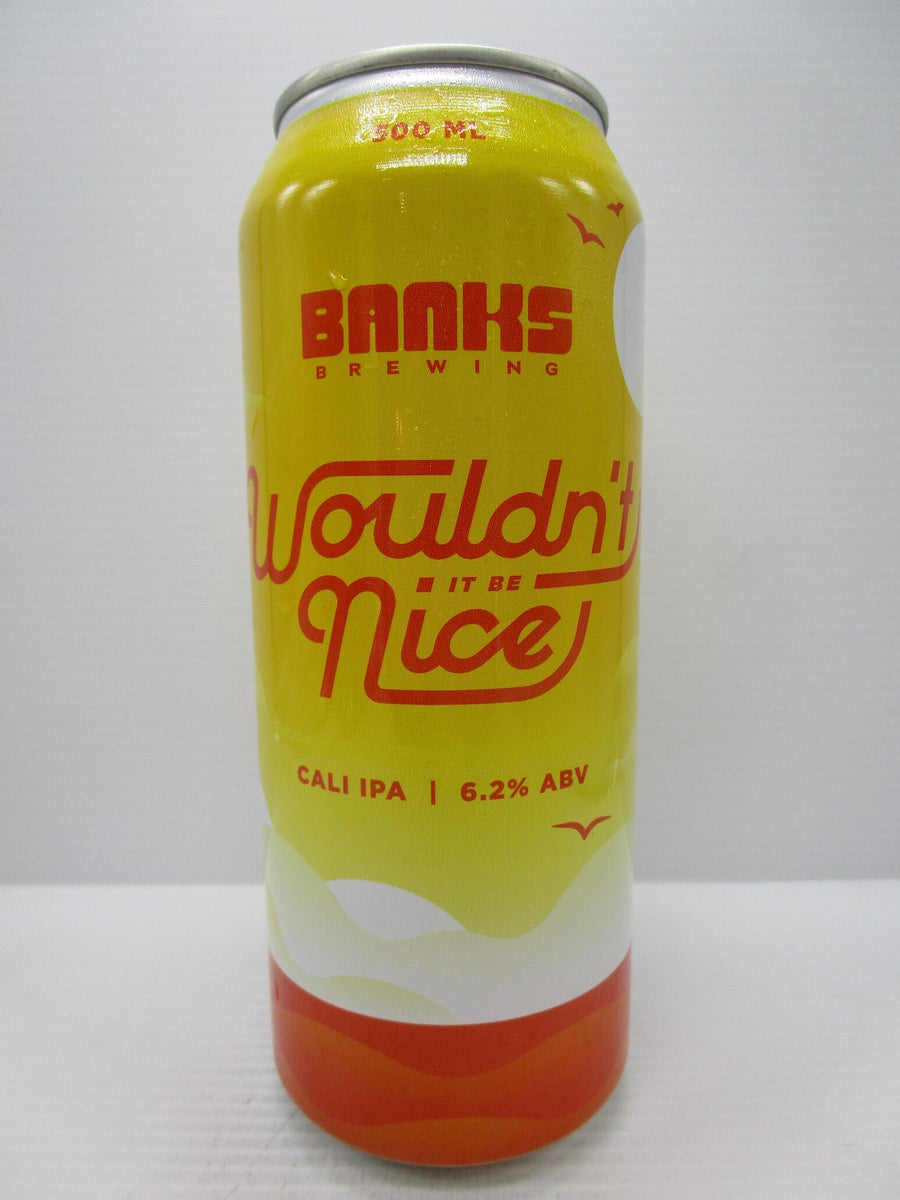 500 ML
BANKS
BREWING
Wouldn't
IT BE
Nice
CALI IPA | 6.2% ABV